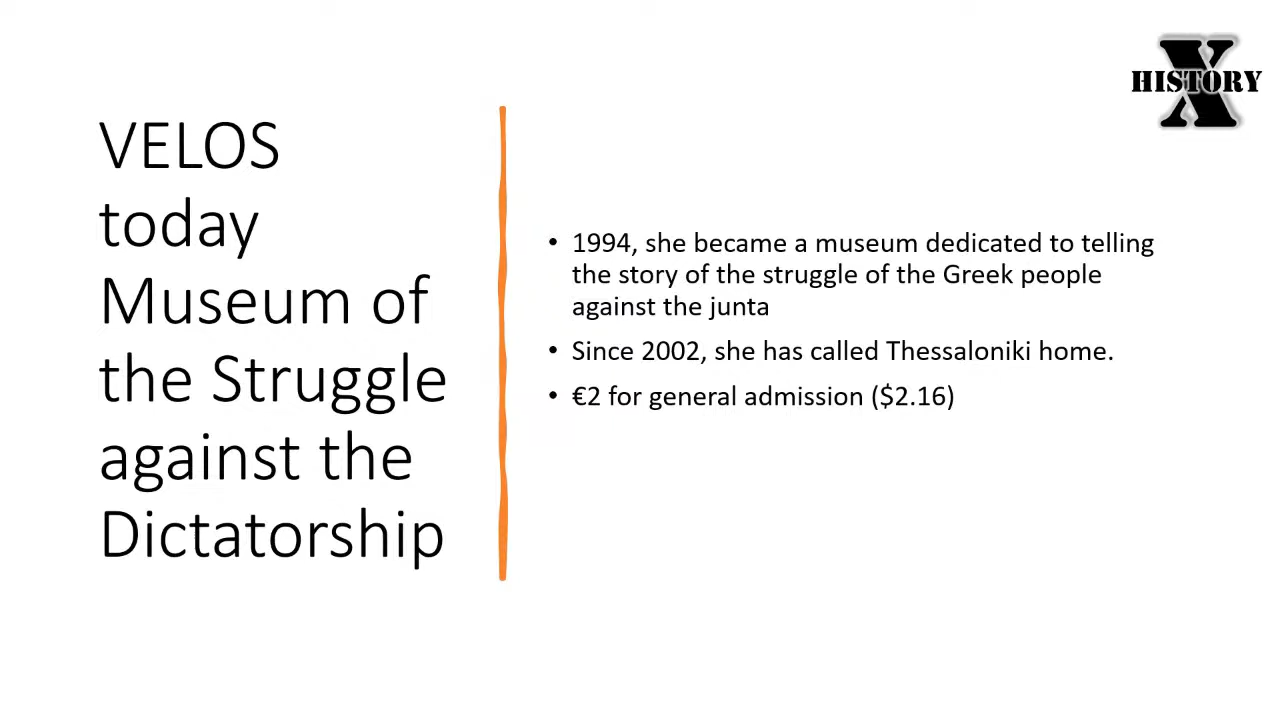 VELOS
today
Museum of
the Struggle
against the
Dictatorship
X
HISTORY
• 1994, she became a museum dedicated to telling
the story of the struggle of the Greek people
against the junta
• Since 2002, she has called Thessaloniki home.
• €2 for general admission ($2.16)